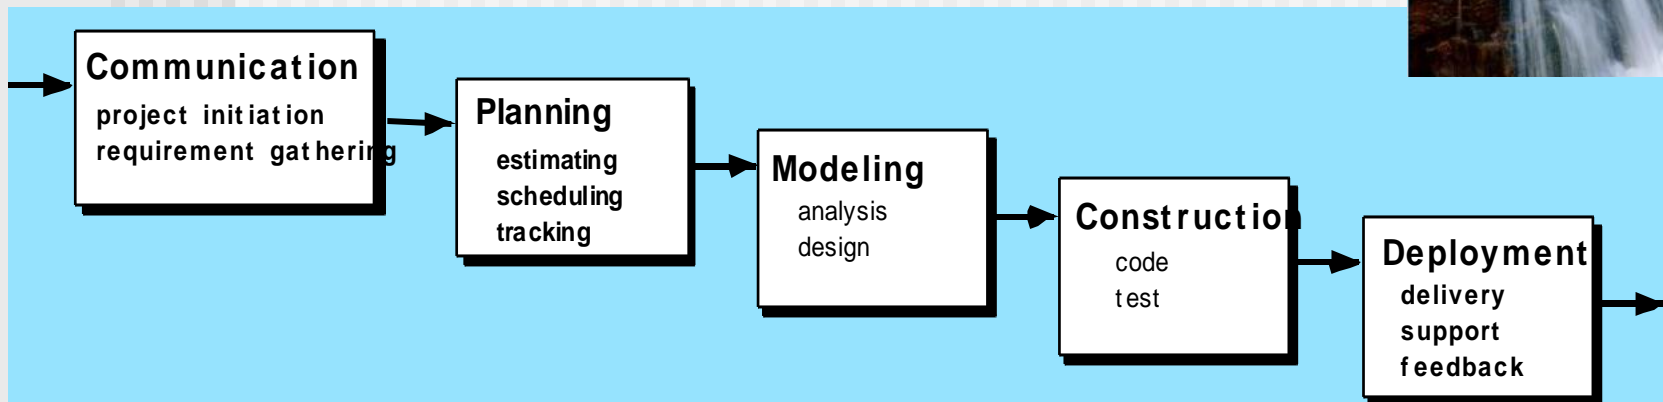 Communication
project initiation
requirement gathering
Planning
estimating
scheduling
tracking
Modeling
analysis
design
Construction
code
test
Deployment
delivery
support
feedback